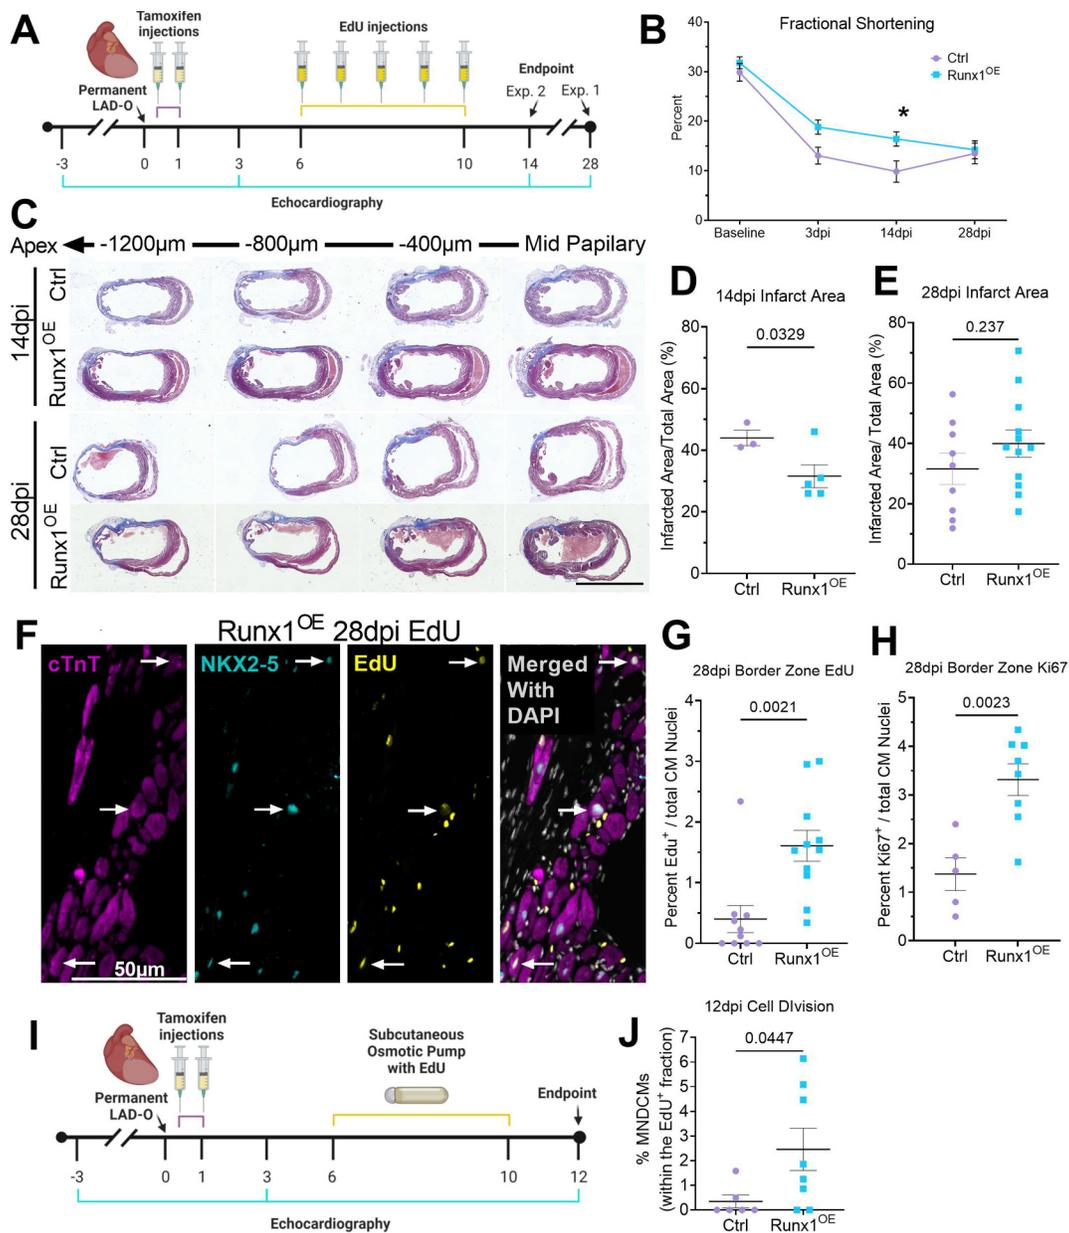 A
Tamoxifen
injections
EdU injections
Permanent
LAD-O
Endpoint
Exp. 2
Exp. 1
-3
0
1
3
6
10
14
28
Echocardiography
B
Fractional Shortening
Ctrl
Runx1OE
Percent
40
30
20
10
0
*
Baseline
3dpi
14dpi
28dpi
C
Apex
-1200µm
-800µm
-400µm
Mid Papilary
14dpi
Ctrl
Runx1OE
28dpi
Ctrl
Runx1OE
D
14dpi Infarct Area
Infarcted Area/Total Area (%)
80
60
40
20
0
0.0329
Ctrl
Runx1OE
E
28dpi Infarct Area
Infarcted Area/ Total Area (%)
80
60
40
20
0
0.237
Ctrl
Runx1OE
F
Runx1OE 28dpi EdU
cTnT
NKX2-5
EdU
Merged
With
DAPI
50µm
G
28dpi Border Zone EdU
Percent Edu+ / total CM Nuclei
4
3
2
1
0
0.0021
Ctrl
Runx1OE
H
28dpi Border Zone Ki67
Percent Ki67+ / total CM Nuclei
5
4
3
2
1
0
0.0023
Ctrl
Runx1OE
I
Tamoxifen
injections
Permanent
LAD-O
Subcutaneous
Osmotic Pump
with EdU
Endpoint
-3
0
1
3
6
10
12
Echocardiography
J
12dpi Cell DIvision
% MNDCMs
(within the EdU+ fraction)
7
6
5
4
3
2
1
0
0.0447
Ctrl
Runx1OE